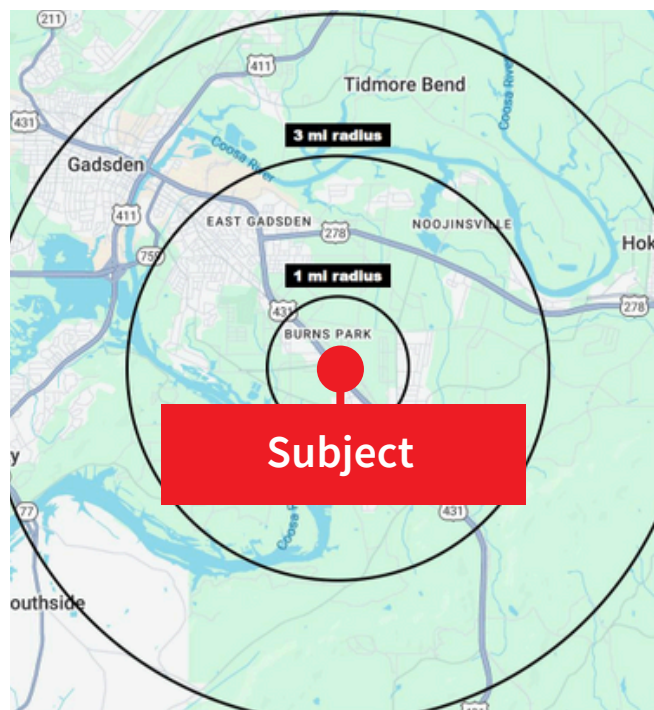 211
411
Tidmore Bend
Coosa River
431
3 mi radius
Coosa River
Gadsden
411
EAST GADSDEN
278
NOOJINSVILLE
Hok
759
1 mi radius
431
278
BURNS PARK
Subject
y
77
431
Coosa R
outhside